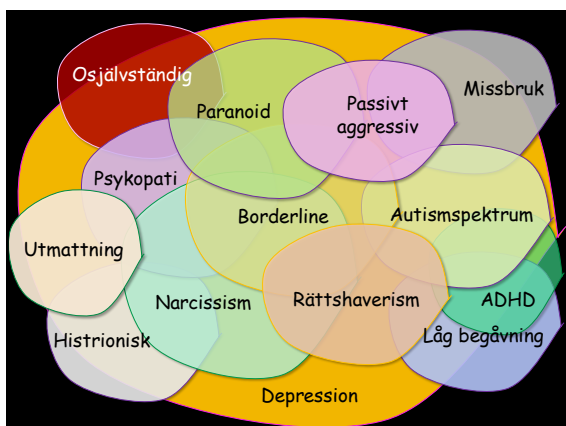 Osjälvständig
Paranoid
Passivt
aggressiv
Missbruk
Psykopati
Borderline
Autismspektrum
Utmattning
Narcissism
Rättshaverism
ADHD
Histrionisk
Låg begåvning
Depression